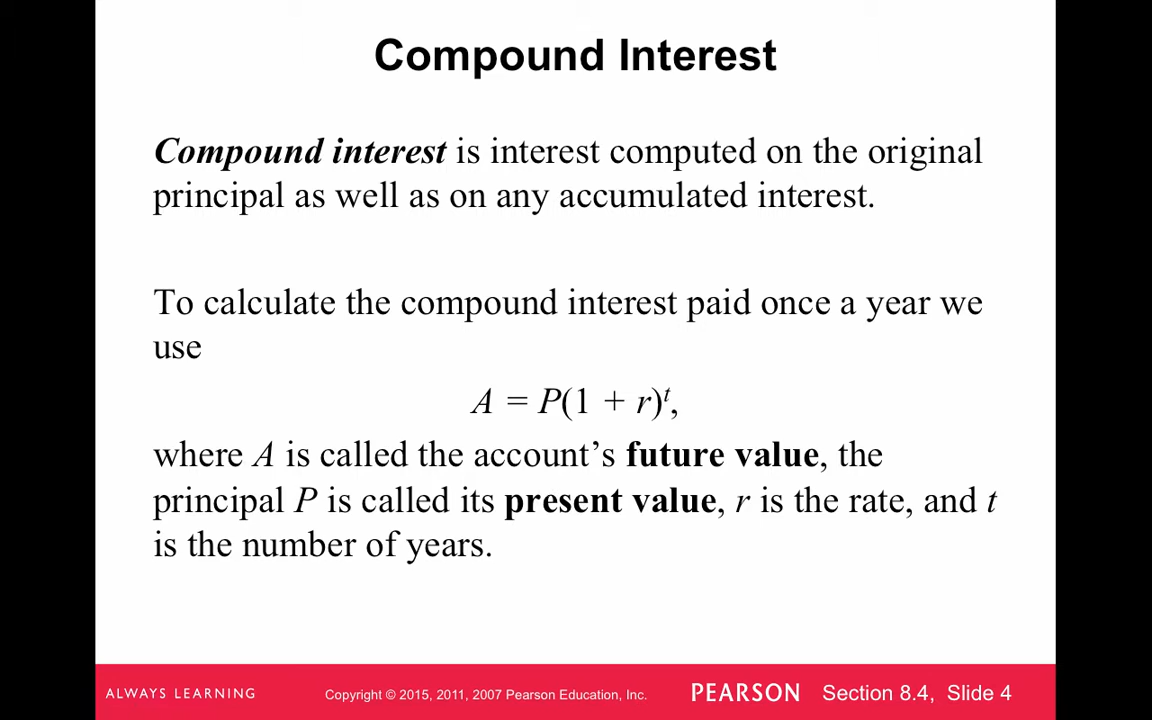 Compound Interest
Compound interest is interest computed on the original
principal as well as on any accumulated interest.
To calculate the compound interest paid once a year we
use
A = P(1 + r)^t,
where A is called the account’s future value, the
principal P is called its present value, r is the rate, and t
is the number of years.
ALWAYS LEARNING Copyright © 2015, 2011, 2007 Pearson Education, Inc. PEARSON Section 8.4, Slide 4